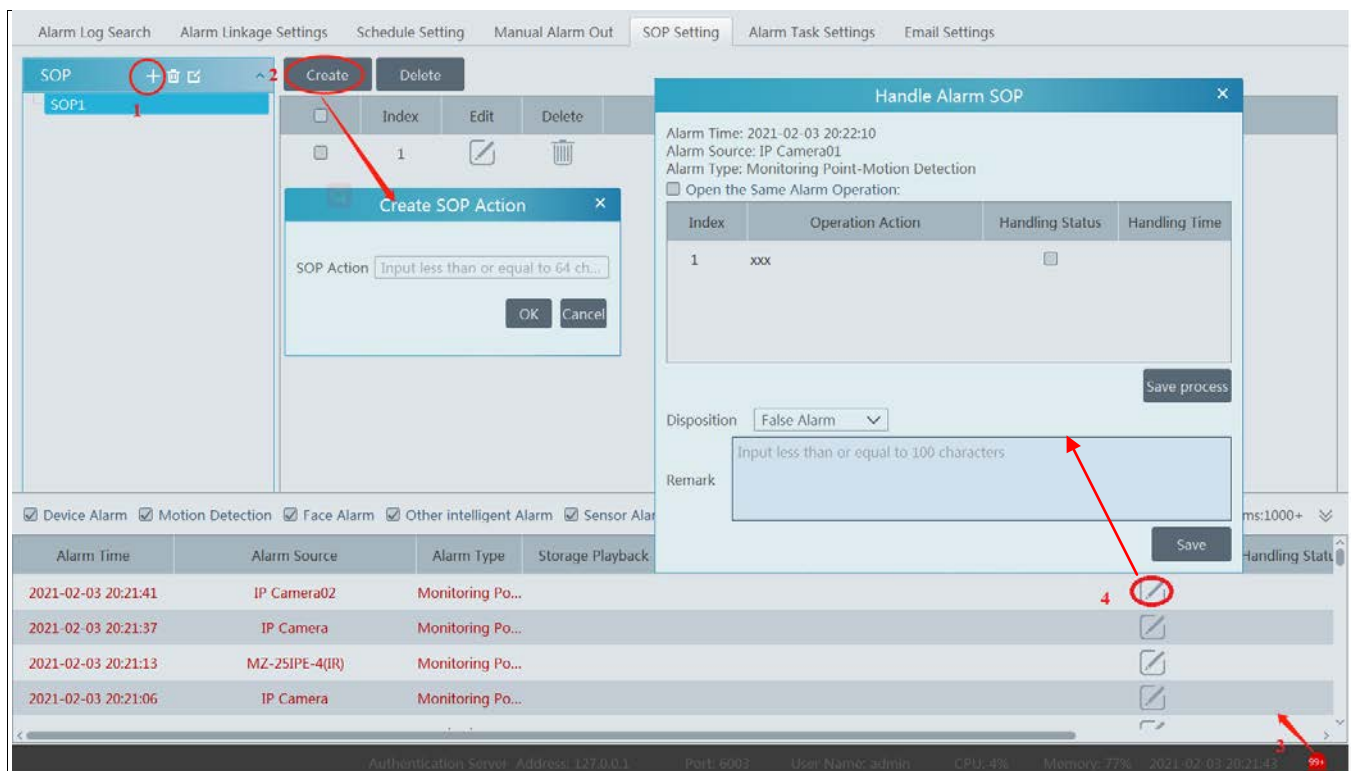 Alarm Log Search Alarm Linkage Settings Schedule Setting Manual Alarm Out SOP Setting Alarm Task Settings Email Settings
SOP
1
SOP1
2 Create Delete
Index Edit Delete
1
Create SOP Action ×
SOP Action Input less than or equal to 64 ch...
OK Cancel
Handle Alarm SOP ×
Alarm Time: 2021-02-03 20:22:10
Alarm Source: IP Camera01
Alarm Type: Monitoring Point-Motion Detection
Open the Same Alarm Operation:
Index Operation Action Handling Status Handling Time
1 xxx
Save process
Disposition False Alarm
Remark Input less than or equal to 100 characters
Save
Device Alarm Motion Detection Face Alarm Other intelligent Alarm Sensor Alar ms:1000+
Alarm Time Alarm Source Alarm Type Storage Playback Handling Statu
2021-02-03 20:21:41 IP Camera02 Monitoring Po... 4
2021-02-03 20:21:37 IP Camera Monitoring Po...
2021-02-03 20:21:13 MZ-25IPE-4(IR) Monitoring Po...
2021-02-03 20:21:06 IP Camera Monitoring Po...
3
Authentication Server Address: 127.0.0.1 Port: 6003 User Name: admin CPU: 4% Memory: 77% 2021-02-03 20:21:43 99+